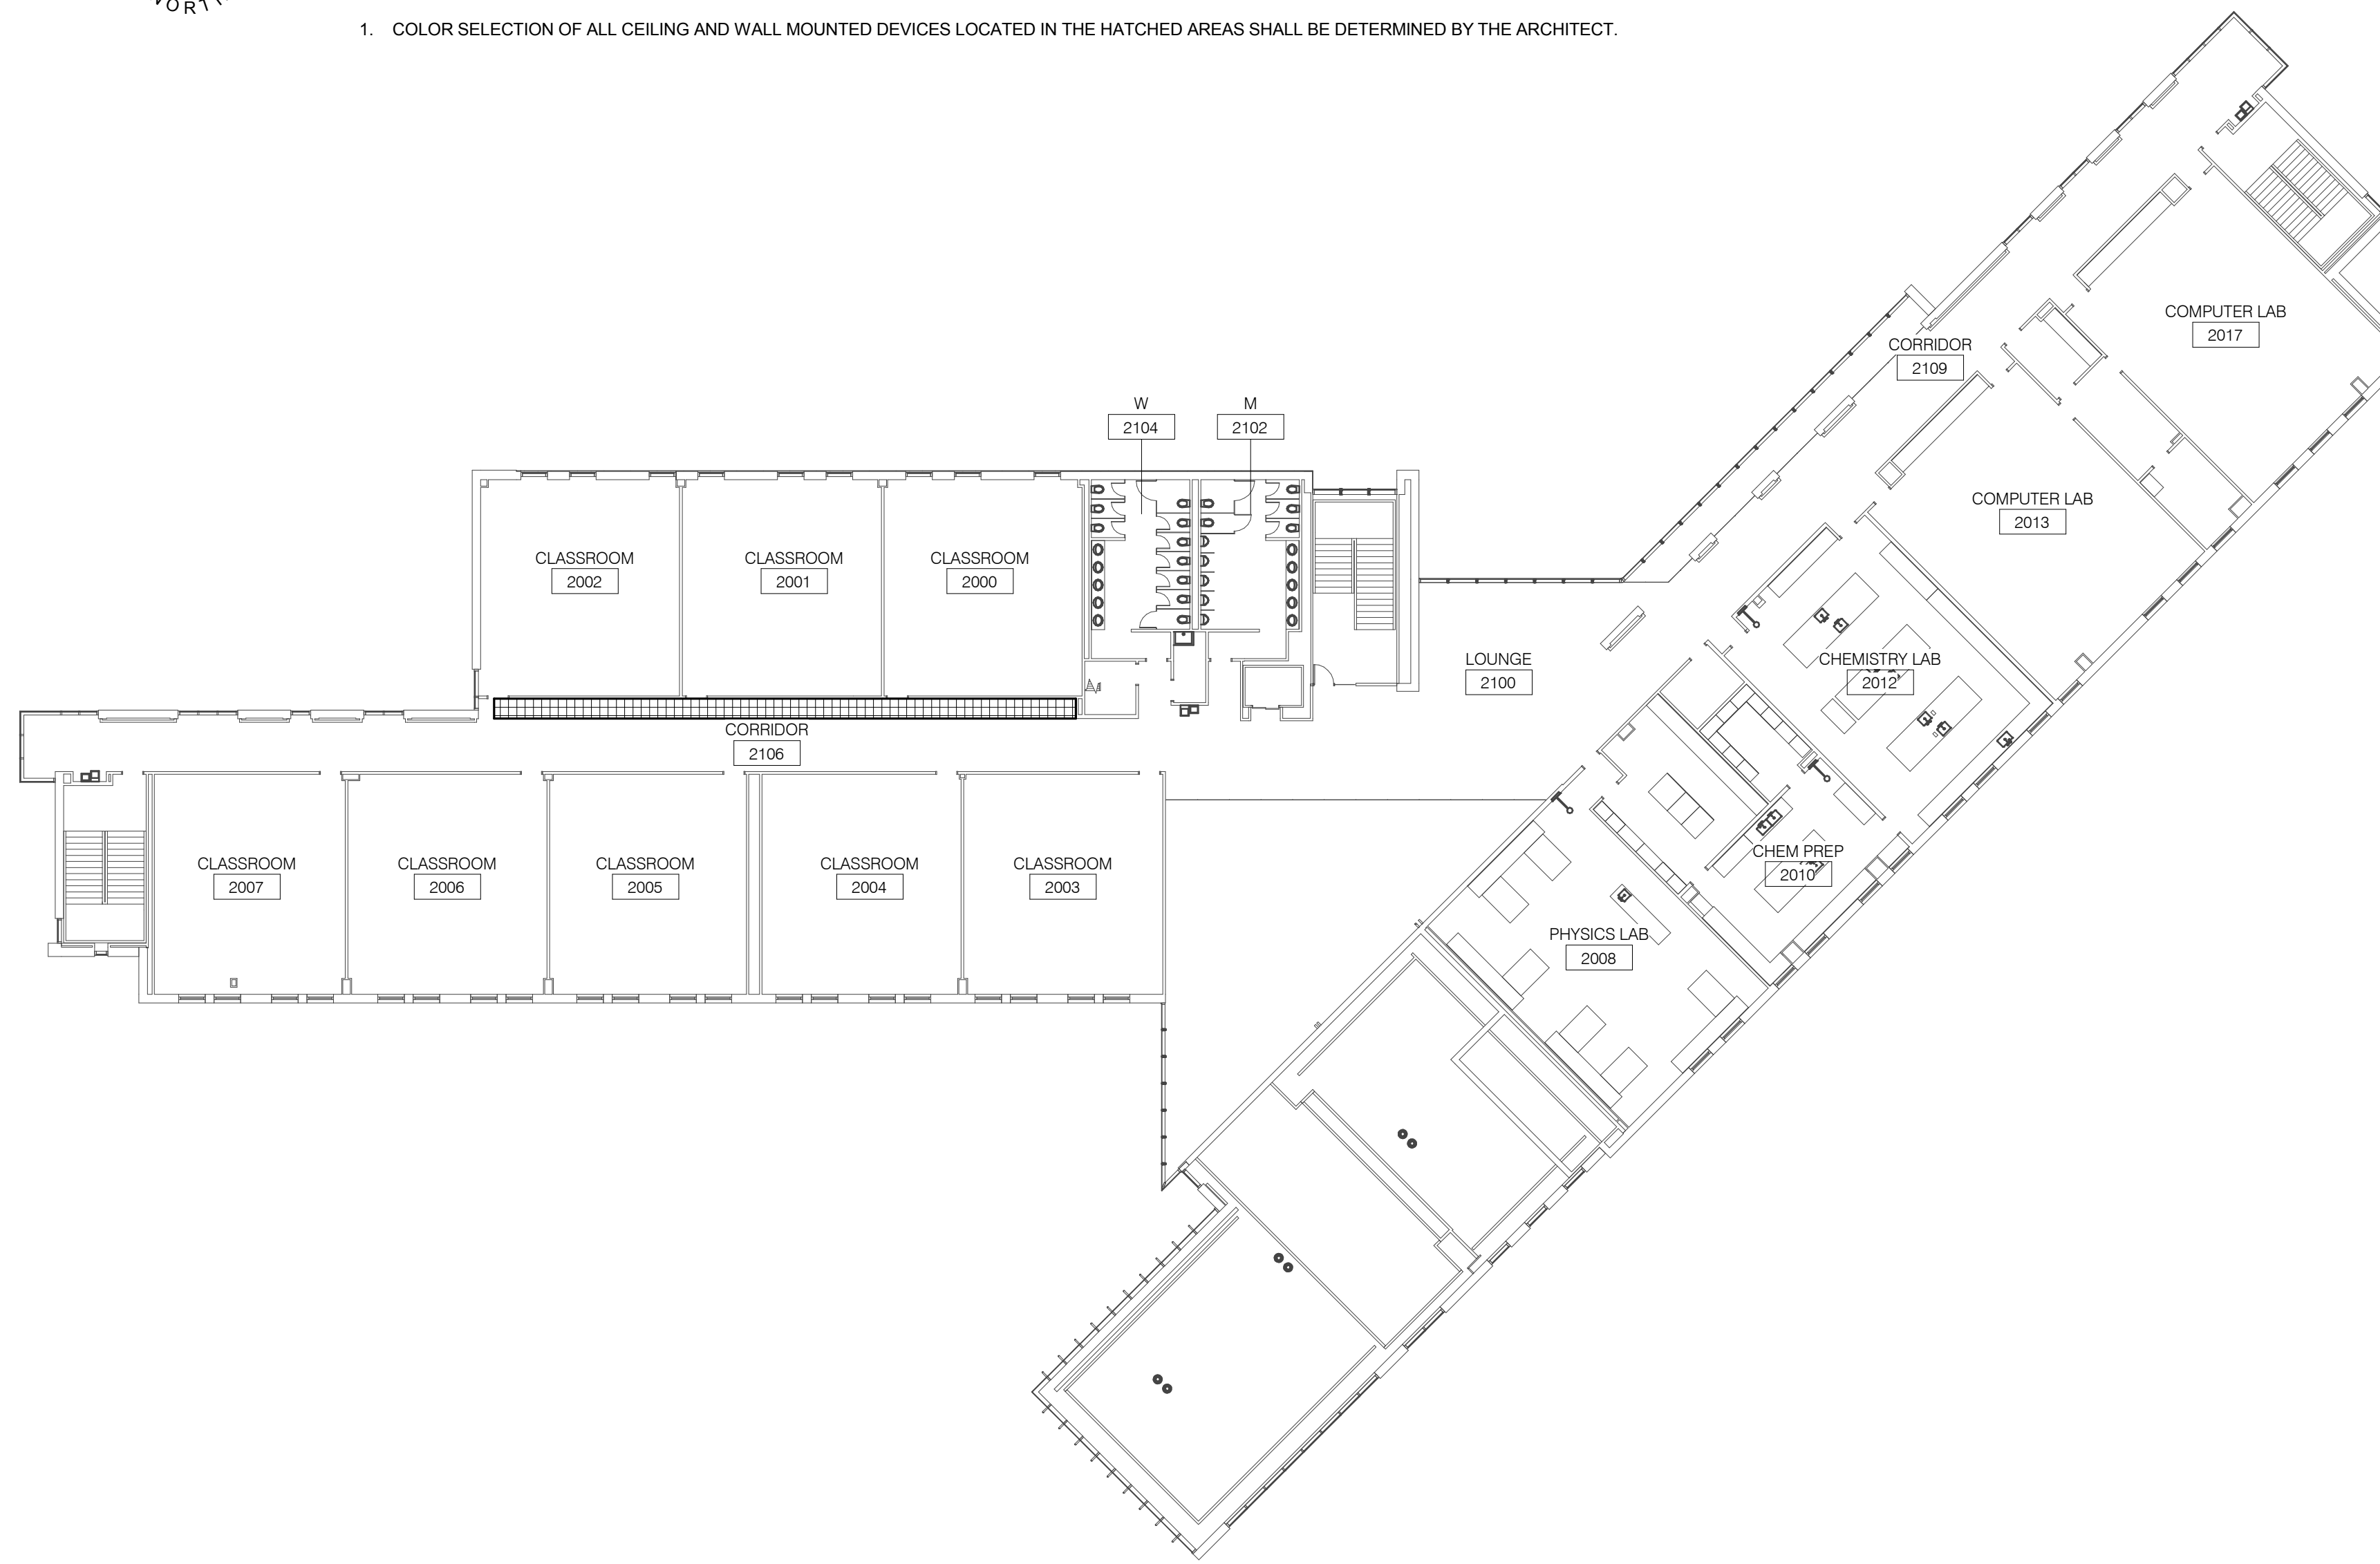 1. COLOR SELECTION OF ALL CEILING AND WALL MOUNTED DEVICES LOCATED IN THE HATCHED AREAS SHALL BE DETERMINED BY THE ARCHITECT.
COMPUTER LAB
2017
CORRIDOR
2109
W
2104
M
2102
COMPUTER LAB
2013
CLASSROOM
2002
CLASSROOM
2001
CLASSROOM
2000
LOUNGE
2100
CHEMISTRY LAB
2012
CORRIDOR
2106
CHEM PREP
2010
CLASSROOM
2007
CLASSROOM
2006
CLASSROOM
2005
CLASSROOM
2004
CLASSROOM
2003
PHYSICS LAB
2008